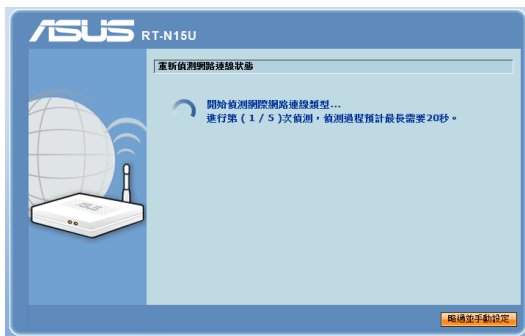 ASUS RT-N15U
重新偵測網路連線狀態
開始偵測網際網路連線類型...
進行第 ( 1 / 5 )次偵測，偵測過程預計最長需要20秒。
ASUS
略過並手動設定